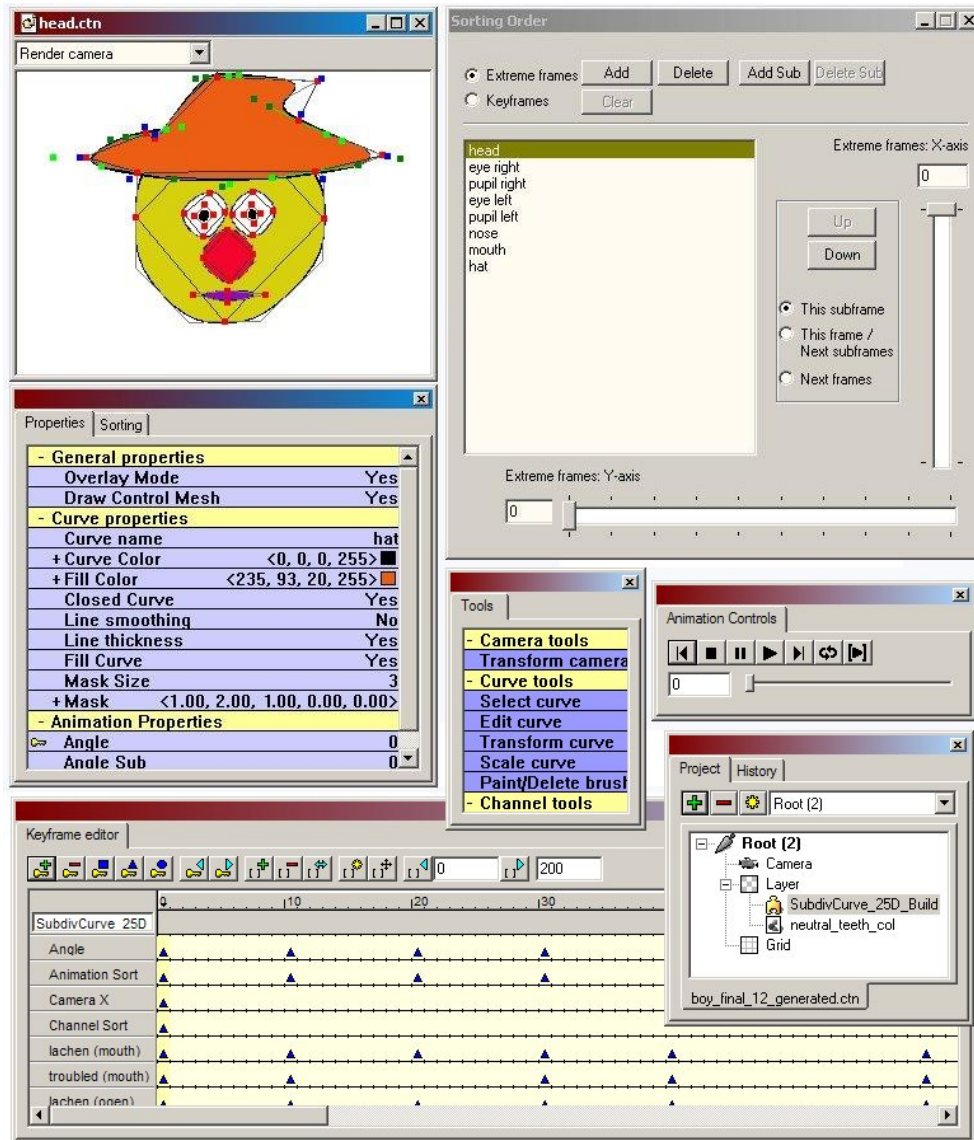 head.ctn
Render camera
Sorting Order
Extreme frames
Add
Delete
Add Sub
Delete Sub
Keyframes
Clear
head
eye right
pupil right
eye left
pupil left
nose
mouth
hat
Extreme frames: X-axis
0
Up
Down
This subframe
This frame /
Next subframes
Next frames
Extreme frames: Y-axis
0
Properties
Sorting
- General properties
Overlay Mode Yes
Draw Control Mesh Yes
- Curve properties
Curve name hat
+ Curve Color <0, 0, 0, 255>
+ Fill Color <235, 93, 20, 255>
Closed Curve Yes
Line smoothing No
Line thickness Yes
Fill Curve Yes
Mask Size 3
+ Mask <1.00, 2.00, 1.00, 0.00, 0.00>
- Animation Properties
Angle 0
Angle Sub 0
Tools
- Camera tools
Transform camera
- Curve tools
Select curve
Edit curve
Transform curve
Scale curve
Paint/Delete brush
- Channel tools
Animation Controls
0
Project
History
Root (2)
Root (2)
Camera
Layer
SubdivCurve_25D_Build
neutral_teeth_col
Grid
boy_final_12_generated.ctn
Keyframe editor
0
200
0 10 20 30
SubdivCurve 25D
Angle
Animation Sort
Camera X
Channel Sort
lachen (mouth)
troubled (mouth)
lachen (ogen)